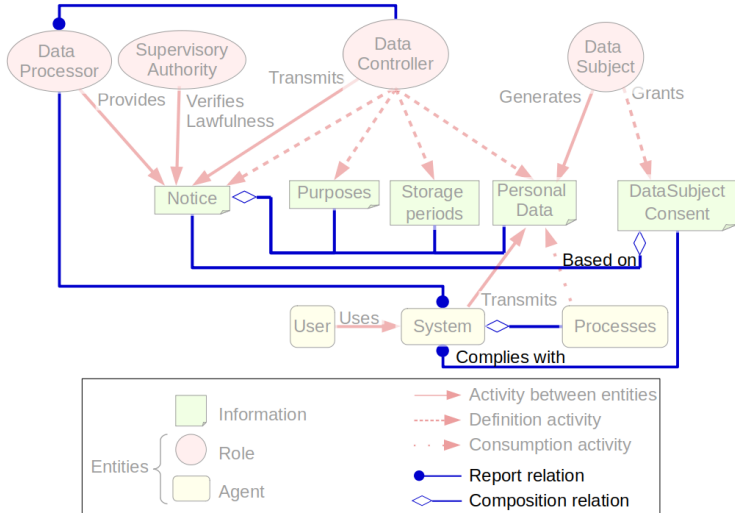 Data
Processor
Supervisory
Authority
Data
Controller
Data
Subject
Transmits
Provides
Verifies
Lawfulness
Generates
Grants
Notice
Purposes
Storage
periods
Personal
Data
DataSubject
Consent
Based on
Transmits
User
Uses
System
Processes
Complies with
Information
Entities
Role
Agent
Activity between entities
Definition activity
Consumption activity
Report relation
Composition relation